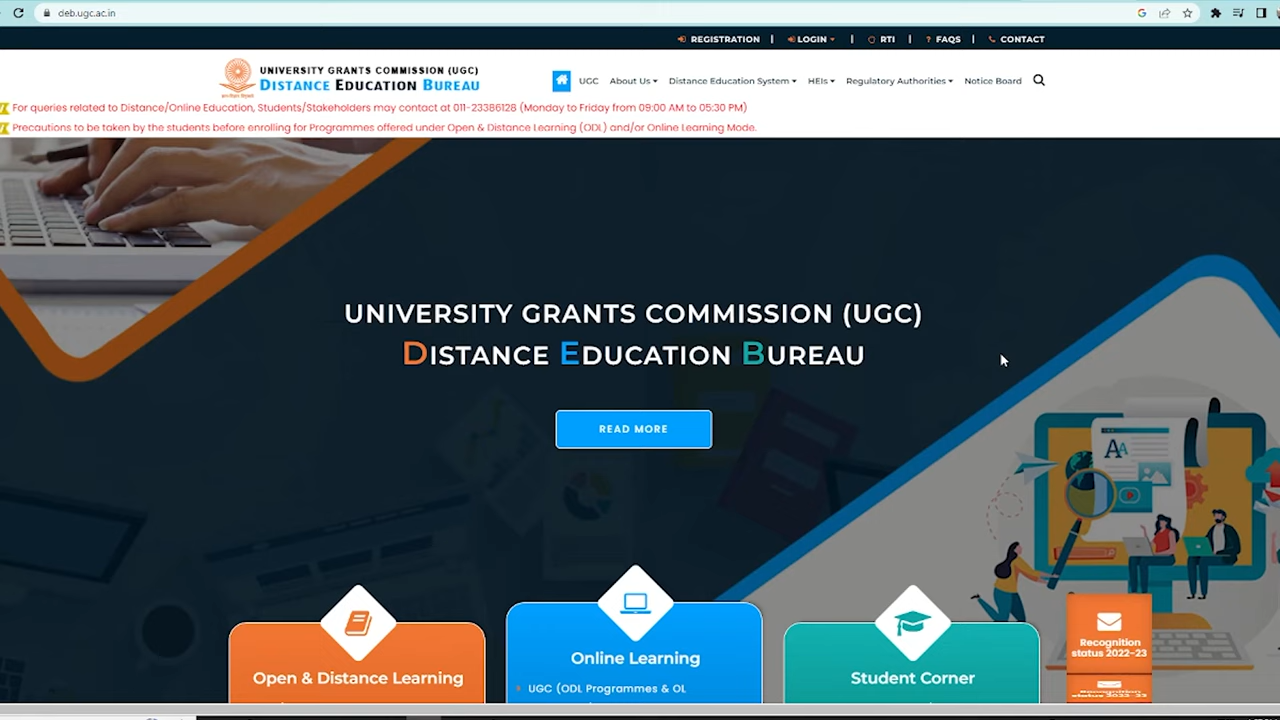 deb.ugc.ac.in
REGISTRATION | LOGIN | RTI | ? FAQS | CONTACT
UNIVERSITY GRANTS COMMISSION (UGC)
DISTANCE EDUCATION BUREAU
UGC About Us Distance Education System HEIs Regulatory Authorities Notice Board
For queries related to Distance/Online Education, Students/Stakeholders may contact at 011-23386128 (Monday to Friday from 09:00 AM to 05:30 PM)
Precautions to be taken by the students before enrolling for Programmes offered under Open & Distance Learning (ODL) and/or Online Learning Mode.
UNIVERSITY GRANTS COMMISSION (UGC)
DISTANCE EDUCATION BUREAU
READ MORE
AA
Open & Distance Learning
Online Learning
UGC (ODL Programmes & OL
Student Corner
Recognition
status 2022-23